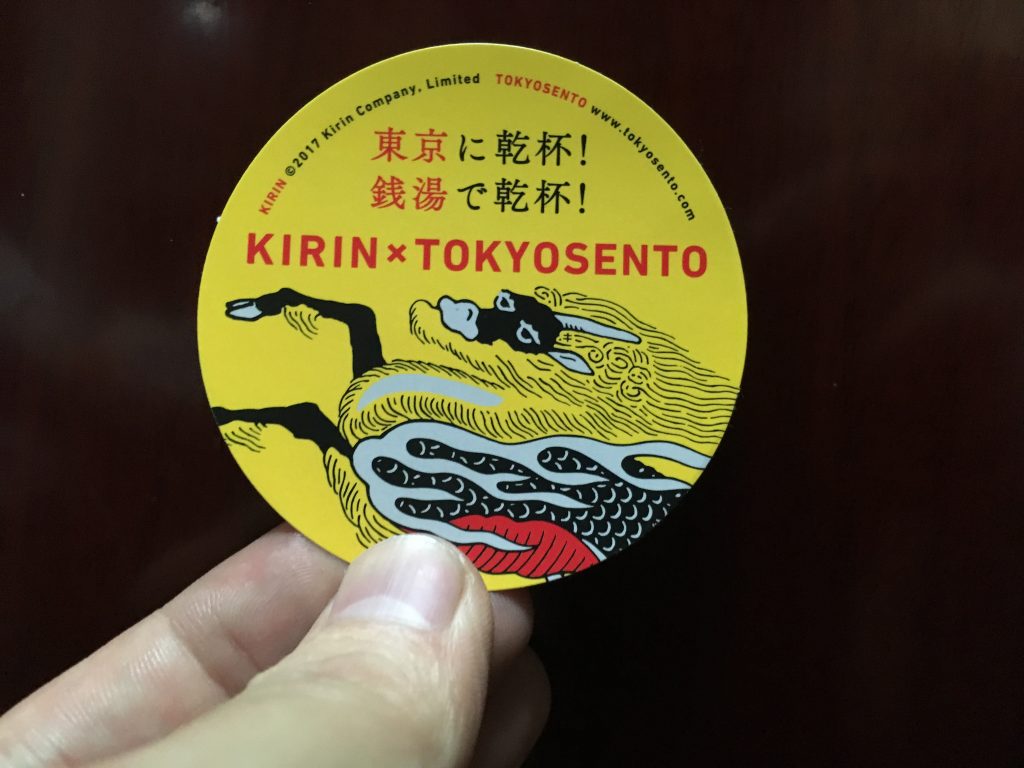 KIRIN ©2017 Kirin Company, Limited TOKYOSENTO www.tokyosento.com
東京に乾杯！
銭湯で乾杯！
KIRIN×TOKYOSENTO
キ